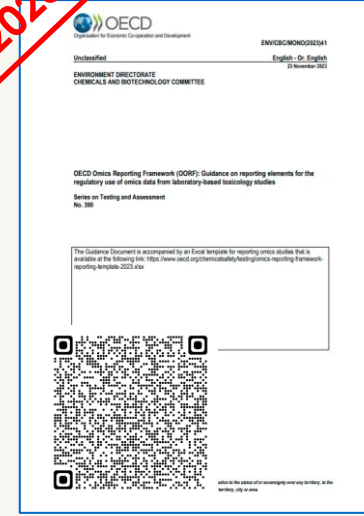 202
OECD
Organisation for Economic Co-operation and Development
ENV/CBC/MONO(2023)41
Unclassified
English - Or. English
23 November 2023
ENVIRONMENT DIRECTORATE
CHEMICALS AND BIOTECHNOLOGY COMMITTEE
OECD Omics Reporting Framework (OORF): Guidance on reporting elements for the
regulatory use of omics data from laboratory-based toxicology studies
Series on Testing and Assessment
No. 390
The Guidance Document is accompanied by an Excel template for reporting omics studies that is
available at the following link: https://www.oecd.org/chemicalsafety/testing/omics-reporting-framework-
reporting-template-2023.xlsx
to the status of or sovereignty over any territory, to the
territory, city or area.